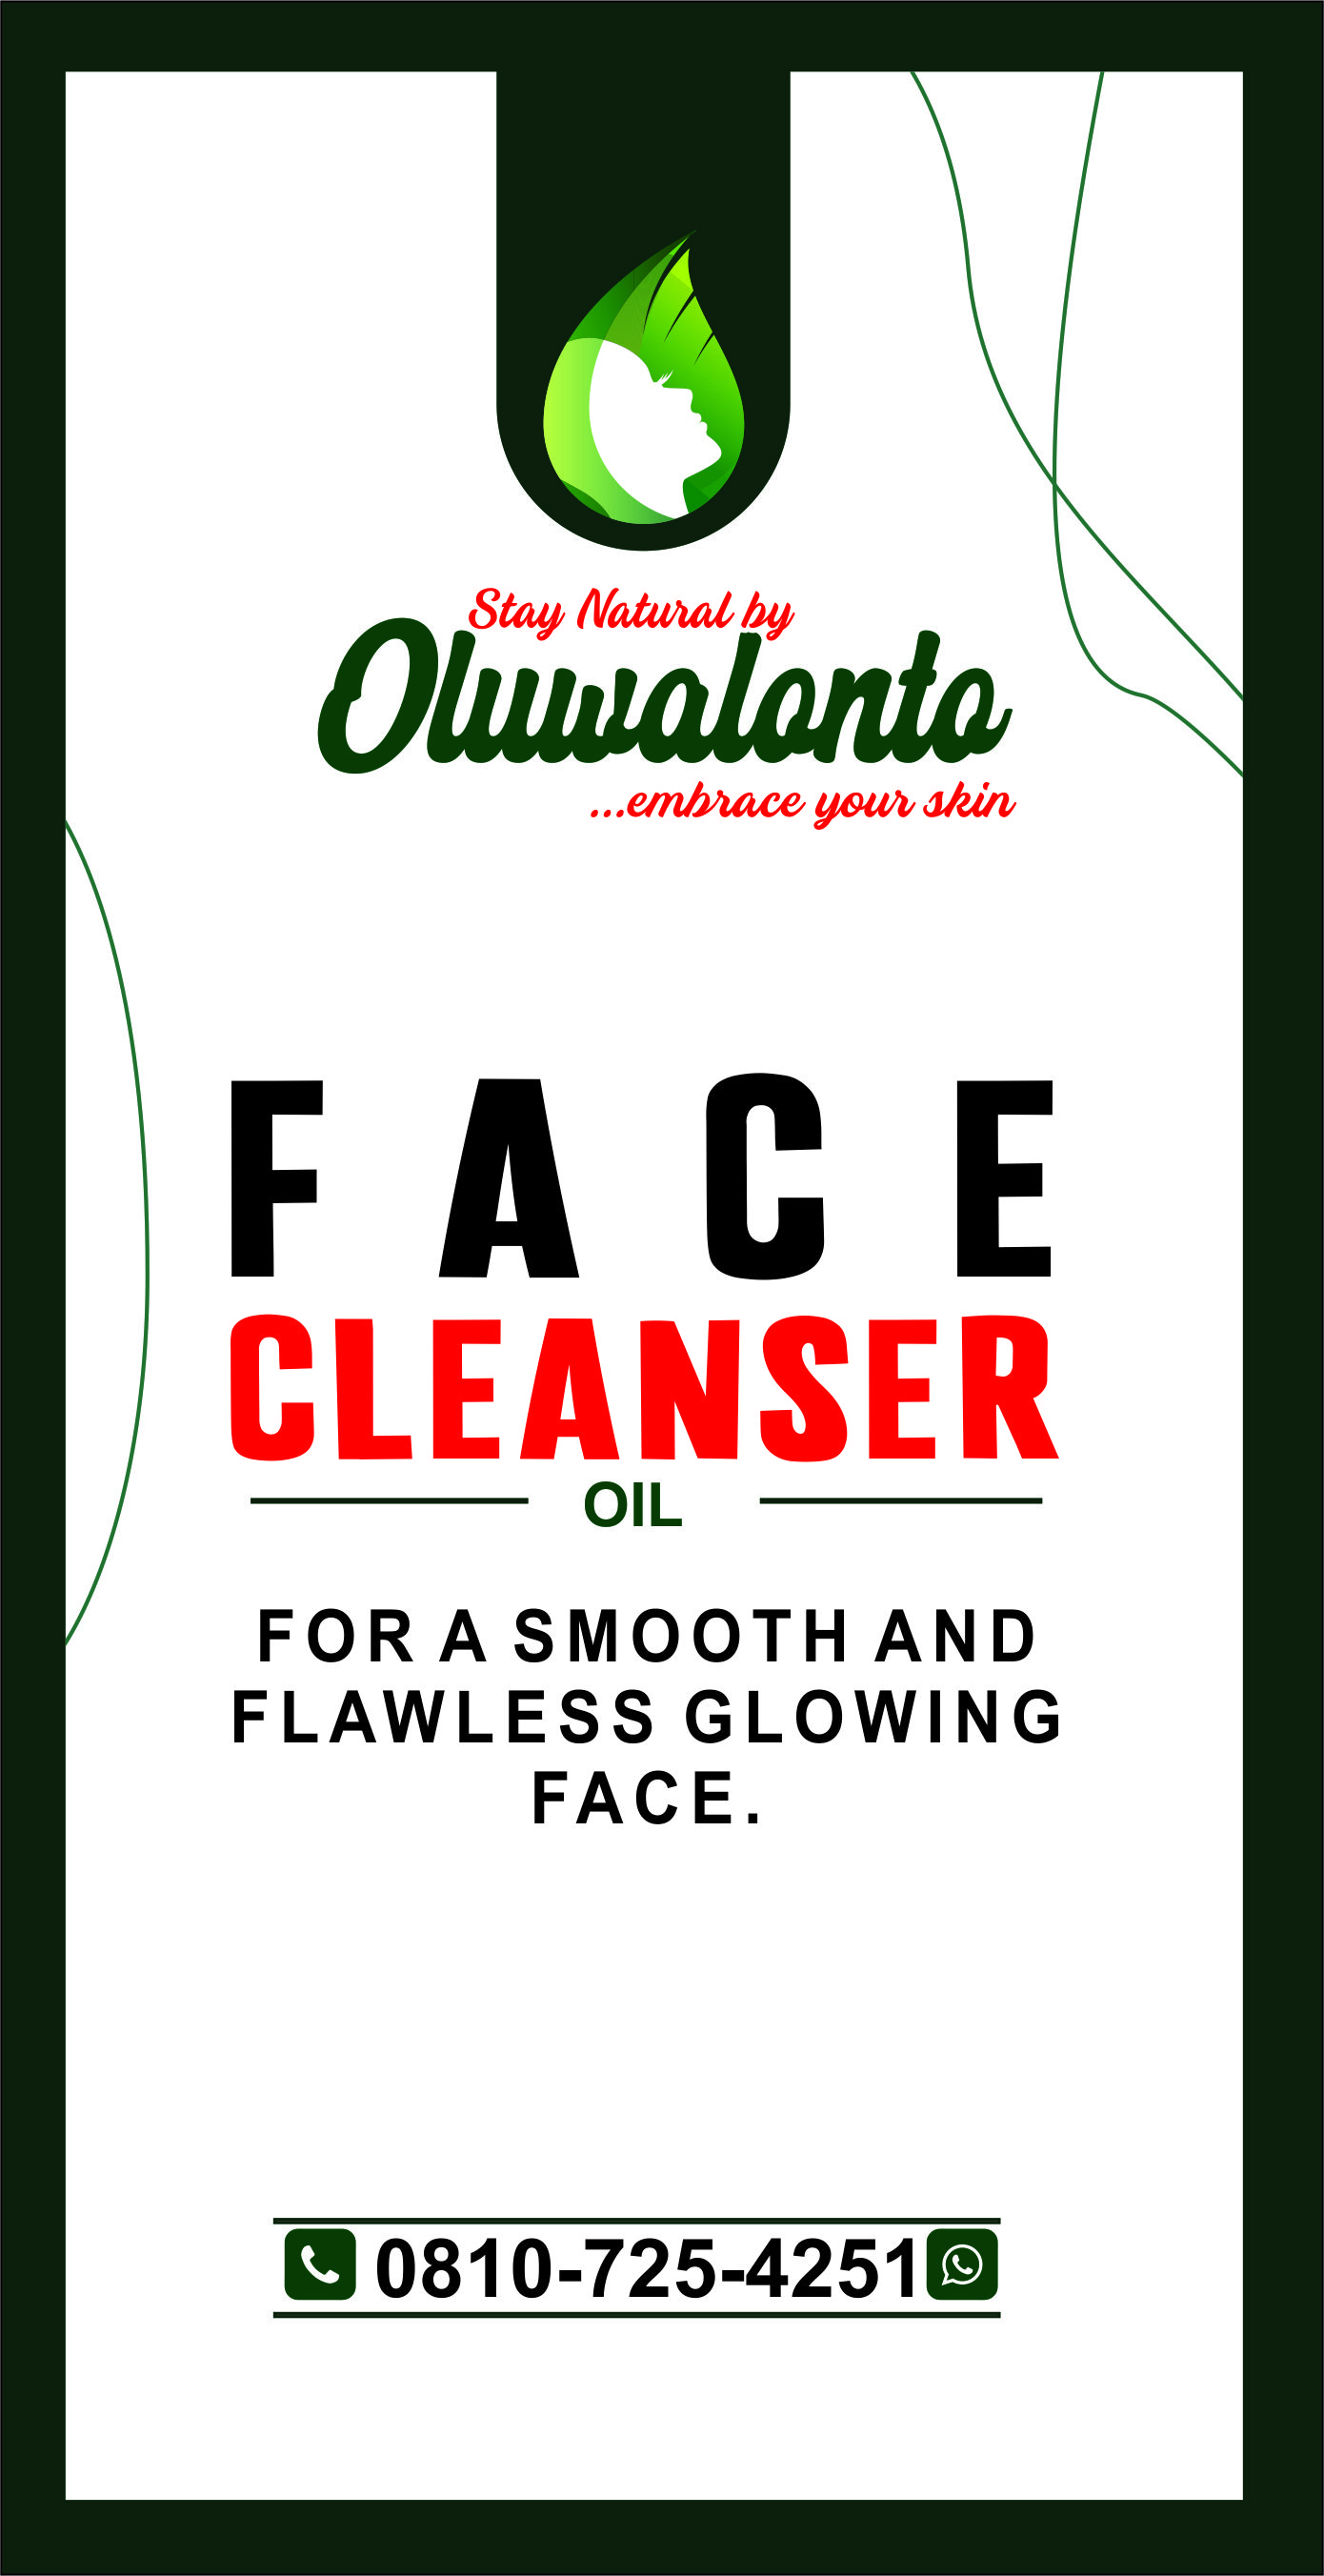 Stay Natural by
Oluwalonto
...embrace your skin
FACE
CLEANSER
OIL
FOR A SMOOTH AND
FLAWLESS GLOWING
FACE.
0810-725-4251